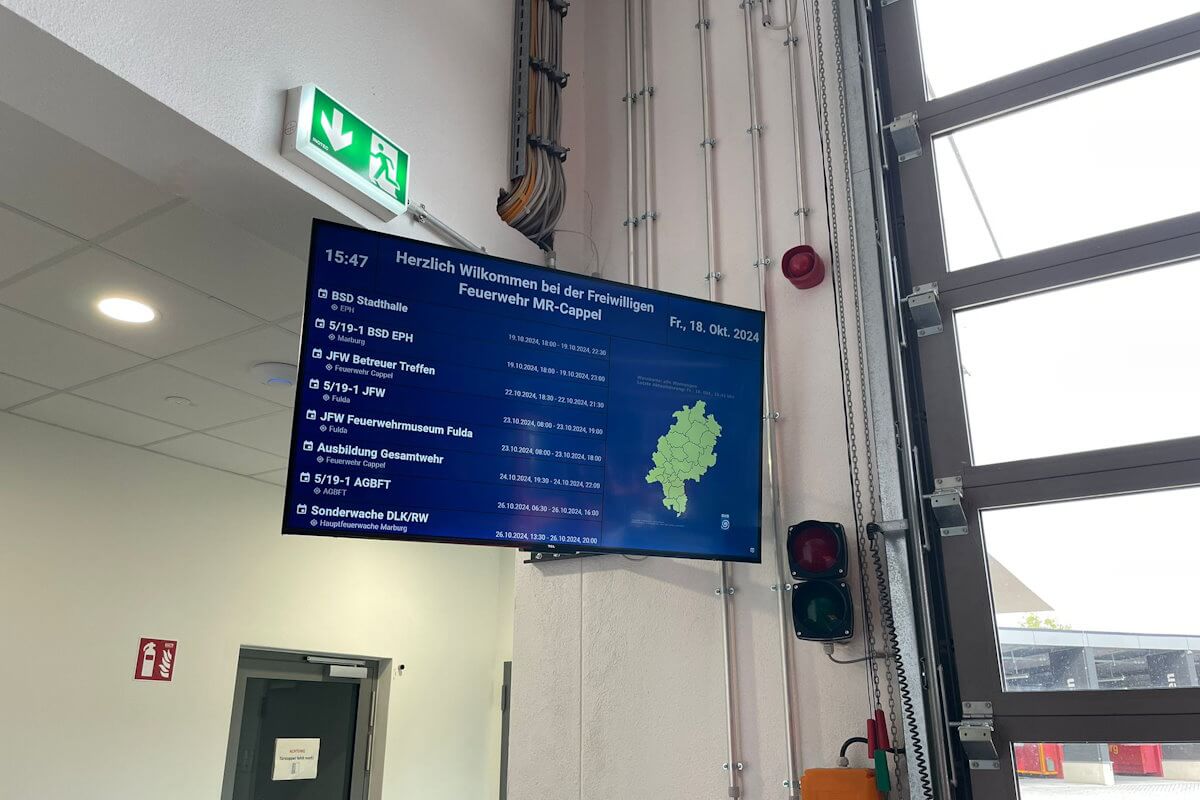 15:47
Herzlich Wilkommen bei der Freiwilligen
Feuerwehr MR-Cappel
Fr., 18. Okt. 2024
BSD Stadthalle
EPH
19.10.2024, 18:00 - 19.10.2024, 22:30
5/19-1 BSD EPH
Marburg
19.10.2024, 18:00 - 19.10.2024, 23:00
JFW Betreuer Treffen
Feuerwehr Cappel
22.10.2024, 18:30 - 22.10.2024, 21:30
5/19-1 JFW
Fulda
23.10.2024, 08:00 - 23.10.2024, 19:00
JFW Feuerwehrmuseum Fulda
Fulda
23.10.2024, 08:00 - 23.10.2024, 18:00
Ausbildung Gesamtwehr
Feuerwehr Cappel
24.10.2024, 19:30 - 24.10.2024, 22:00
5/19-1 AGBFT
AGBFT
26.10.2024, 06:30 - 26.10.2024, 16:00
Sonderwache DLK/RW
Hauptfeuerwache Marburg
26.10.2024, 13:30 - 26.10.2024, 20:00
TCL
ACHTUNG